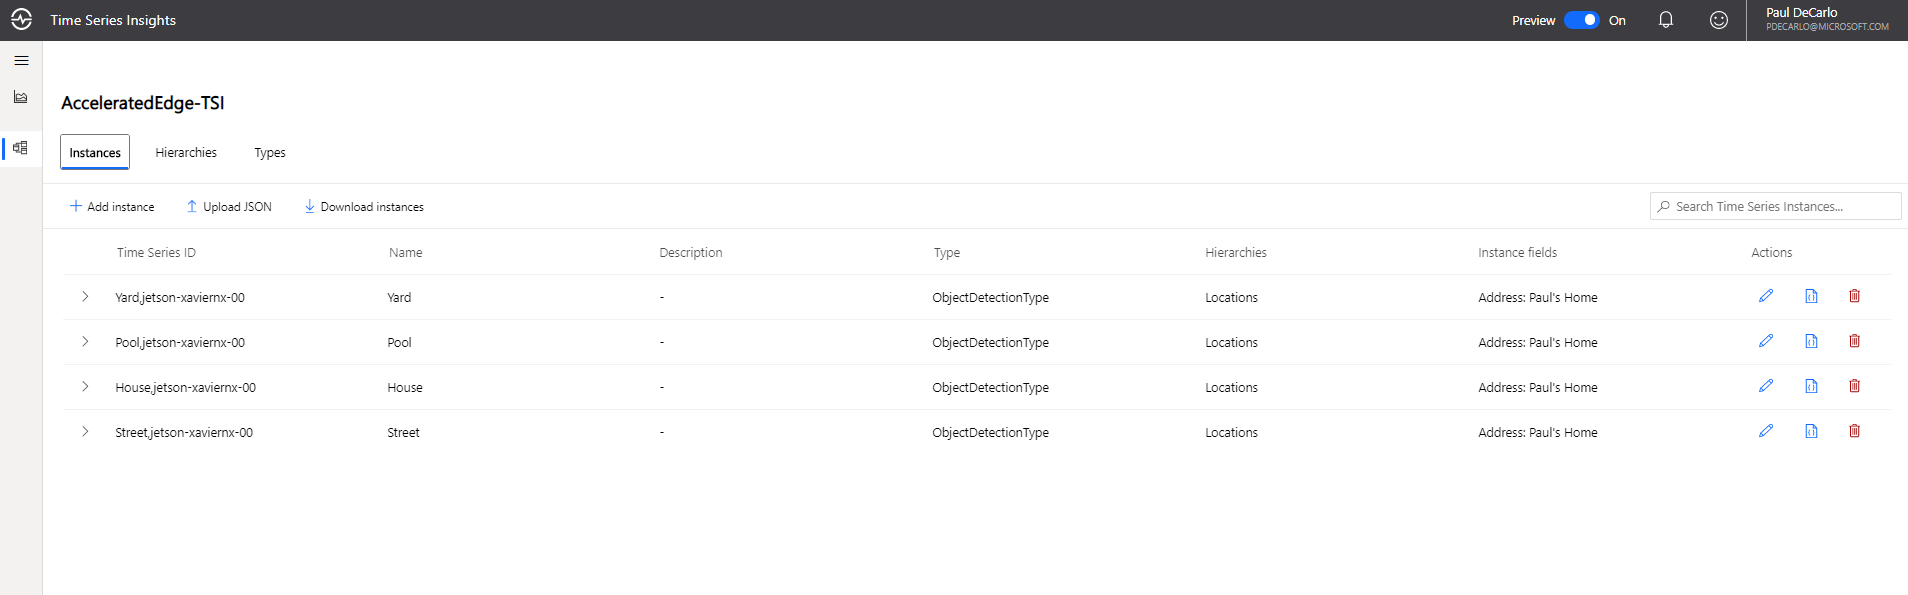 Time Series Insights
Preview On
Paul DeCarlo
PDECARLO@MICROSOFT.COM
AcceleratedEdge-TSI
Instances Hierarchies Types
Add instance Upload JSON Download instances Search Time Series Instances...
Time Series ID Name Description Type Hierarchies Instance fields Actions
Yard,jetson-xaviernx-00 Yard - ObjectDetectionType Locations Address: Paul's Home
Pool,jetson-xaviernx-00 Pool - ObjectDetectionType Locations Address: Paul's Home
House,jetson-xaviernx-00 House - ObjectDetectionType Locations Address: Paul's Home
Street,jetson-xaviernx-00 Street - ObjectDetectionType Locations Address: Paul's Home